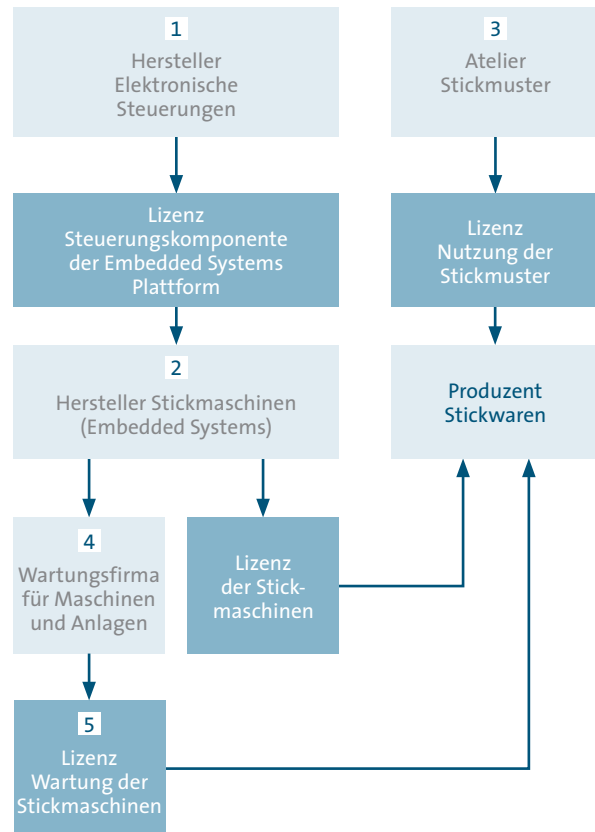 1
Hersteller
Elektronische
Steuerungen
3
Atelier
Stickmuster
Lizenz
Steuerungskomponente
der Embedded Systems
Plattform
Lizenz
Nutzung der
Stickmuster
2
Hersteller Stickmaschinen
(Embedded Systems)
Produzent
Stickwaren
4
Wartungsfirma
für Maschinen
und Anlagen
Lizenz
der Stick-
maschinen
5
Lizenz
Wartung der
Stickmaschinen